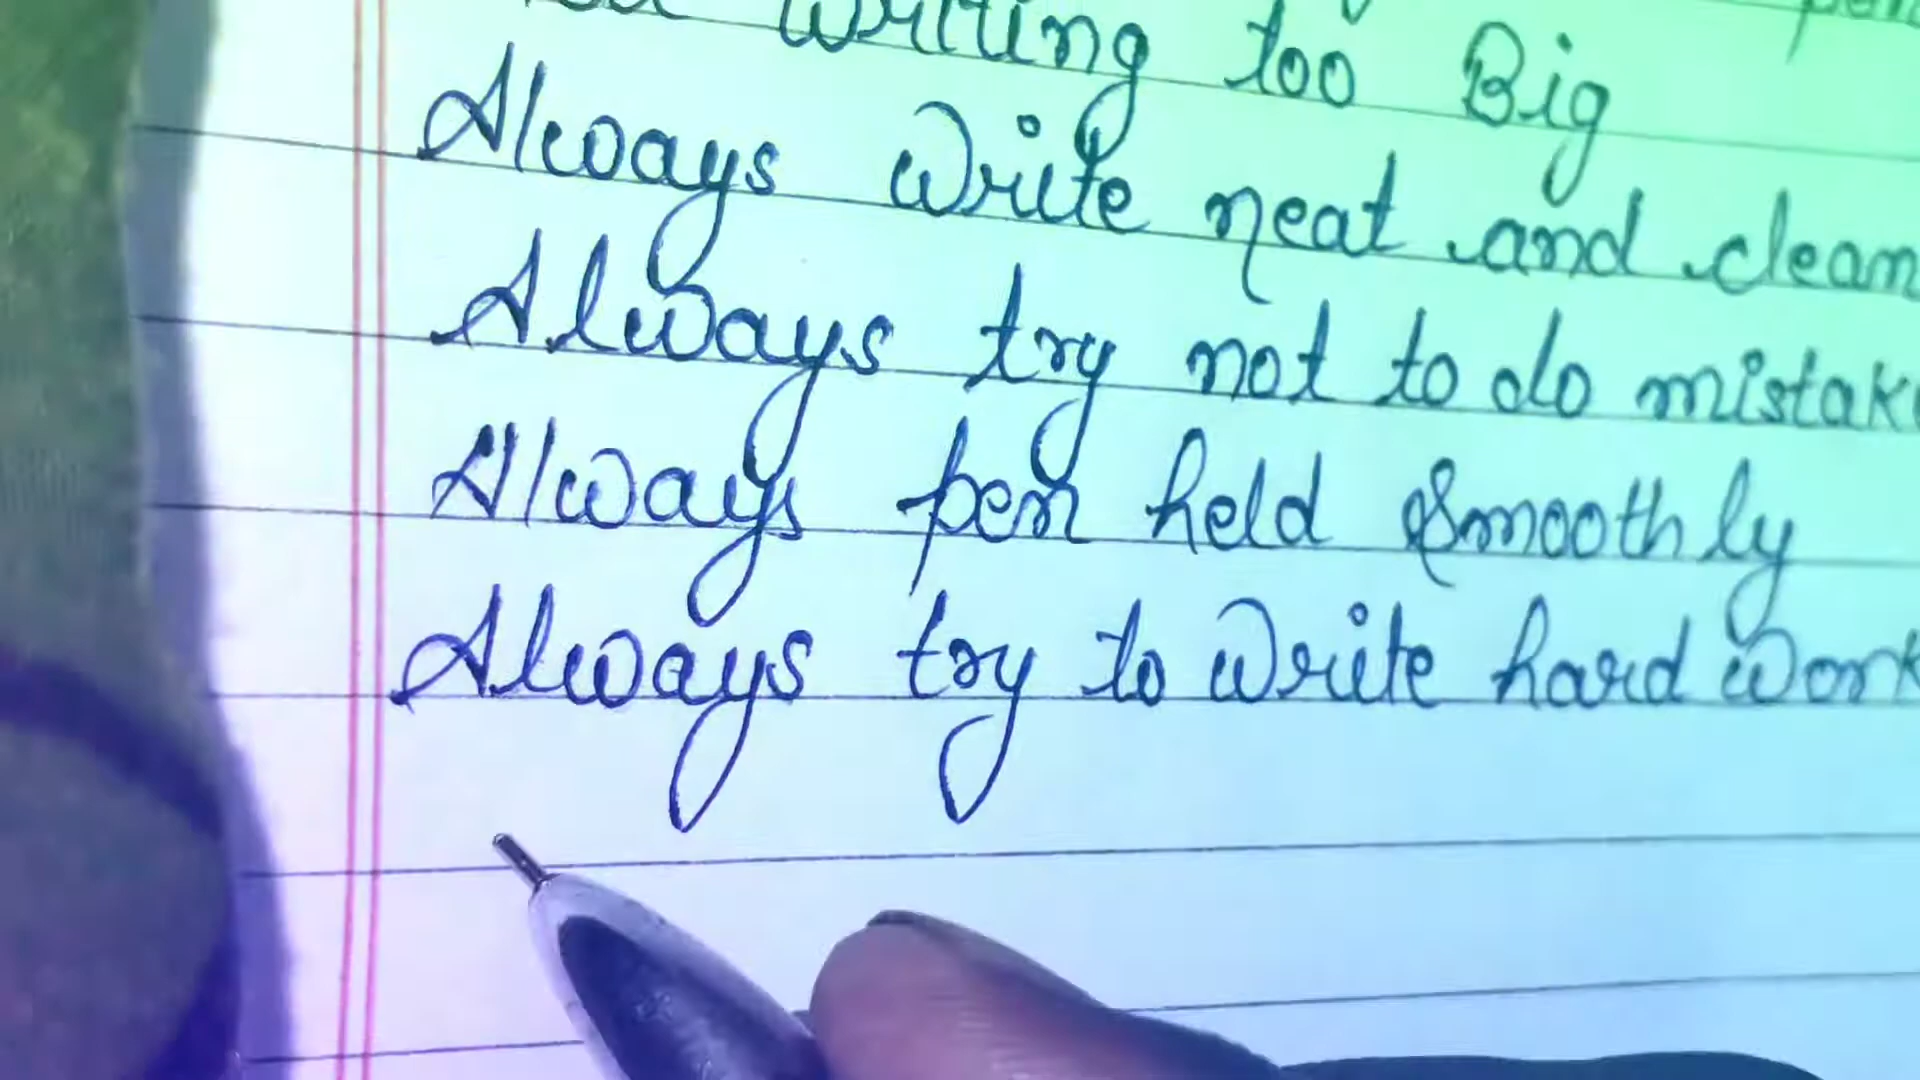 writing too Big
Always write neat and clean
Always try not to do mistake
Always pen held Smoothly
Always try to write hard work